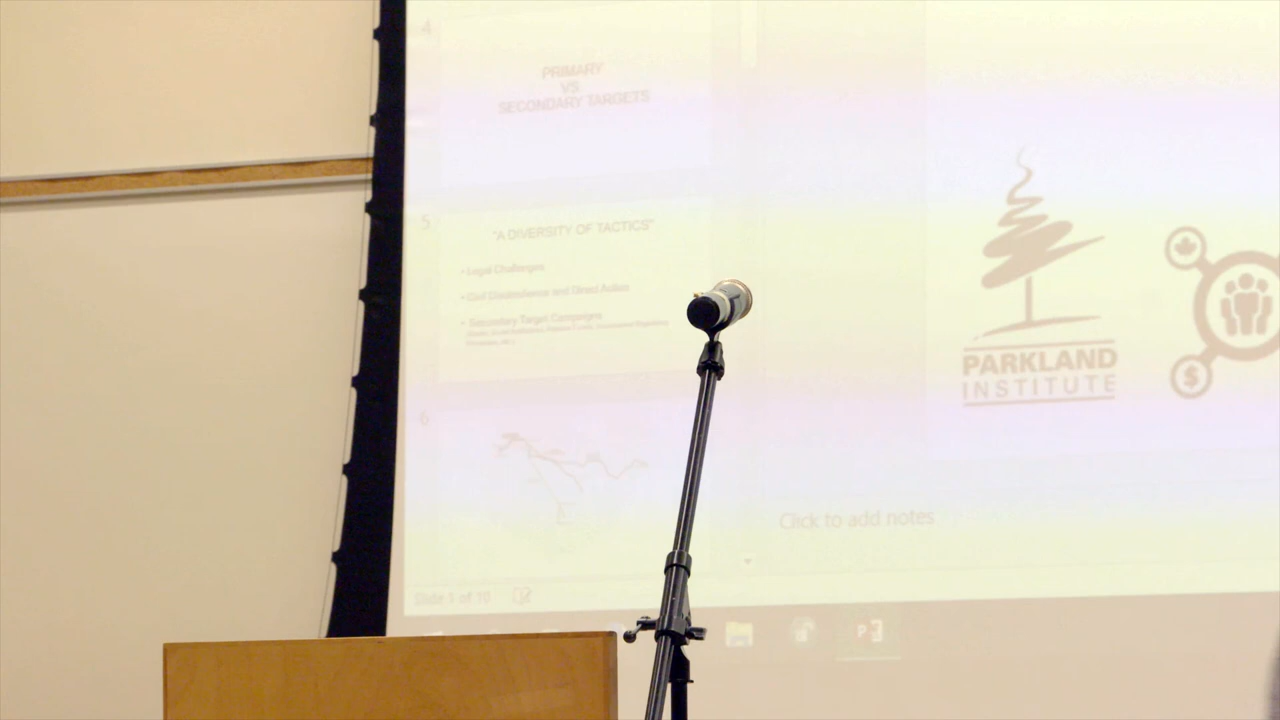 4
PRIMARY
VS
SECONDARY TARGETS
5
"A DIVERSITY OF TACTICS"
• Legal Challenges
• Civil Disobedience and Direct Action
• Secondary Target Campaigns
6
Slide 1 of 10
PARKLAND
INSTITUTE
$
Click to add notes
P